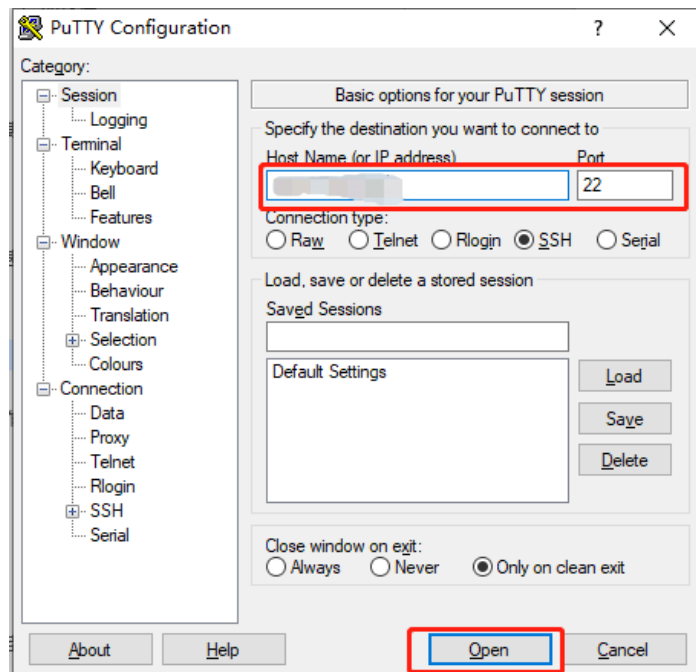 PuTTY Configuration
?
Category:
Session
Logging
Terminal
Keyboard
Bell
Features
Window
Appearance
Behaviour
Translation
Selection
Colours
Connection
Data
Proxy
Telnet
Rlogin
SSH
Serial
Basic options for your PuTTY session
Specify the destination you want to connect to
Host Name (or IP address) Port
22
Connection type:
Raw Telnet Rlogin SSH Serial
Load, save or delete a stored session
Saved Sessions
Default Settings
Load
Save
Delete
Close window on exit:
Always Never Only on clean exit
About Help Open Cancel